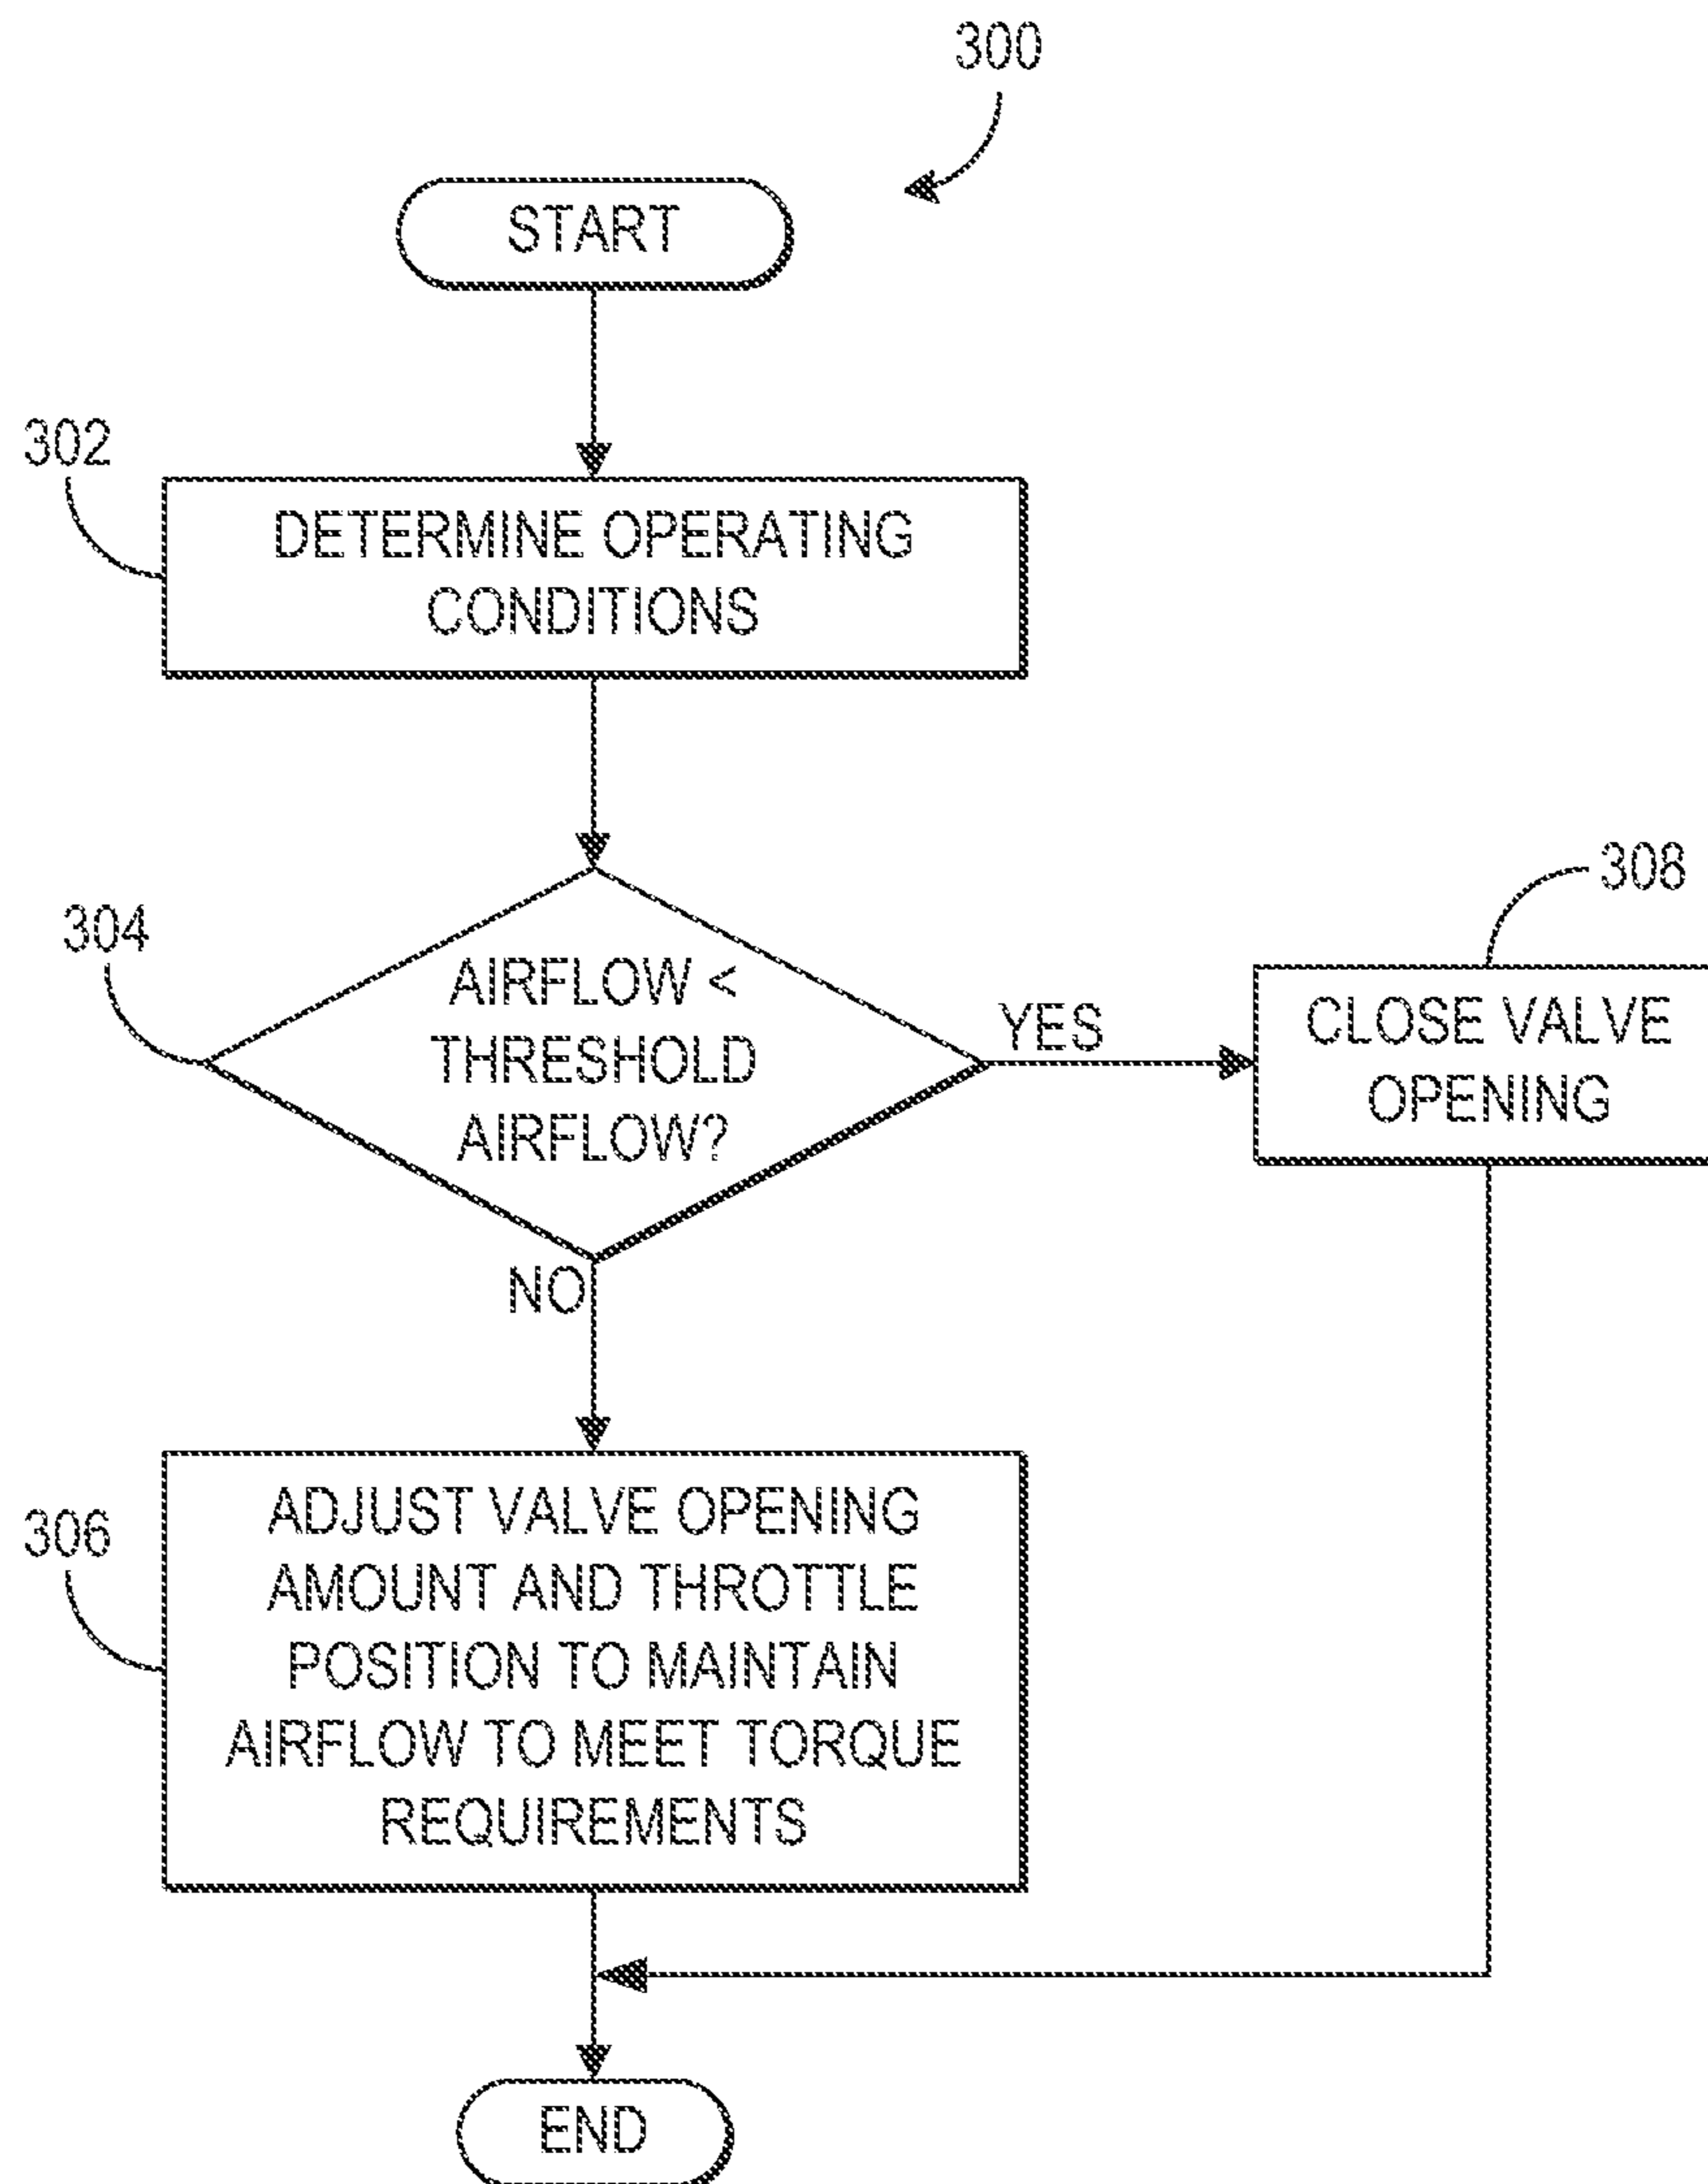 300
START
302
DETERMINE OPERATING
CONDITIONS
304
AIRFLOW <
THRESHOLD
AIRFLOW?
YES
308
CLOSE VALVE
OPENING
NO
306
ADJUST VALVE OPENING
AMOUNT AND THROTTLE
POSITION TO MAINTAIN
AIRFLOW TO MEET TORQUE
REQUIREMENTS
END